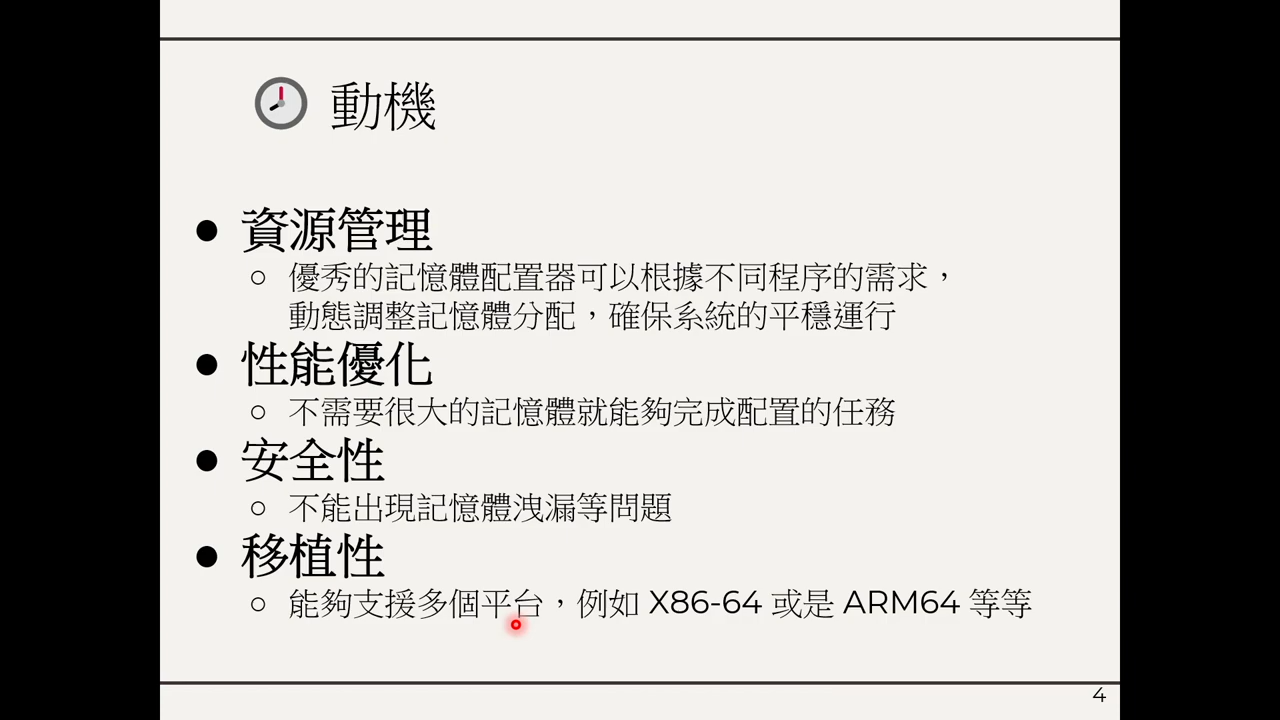 動機
資源管理
優秀的記憶體配置器可以根據不同程序的需求，
動態調整記憶體分配，確保系統的平穩運行
性能優化
不需要很大的記憶體就能夠完成配置的任務
安全性
不能出現記憶體洩漏等問題
移植性
能夠支援多個平台，例如 X86-64 或是 ARM64 等等
4